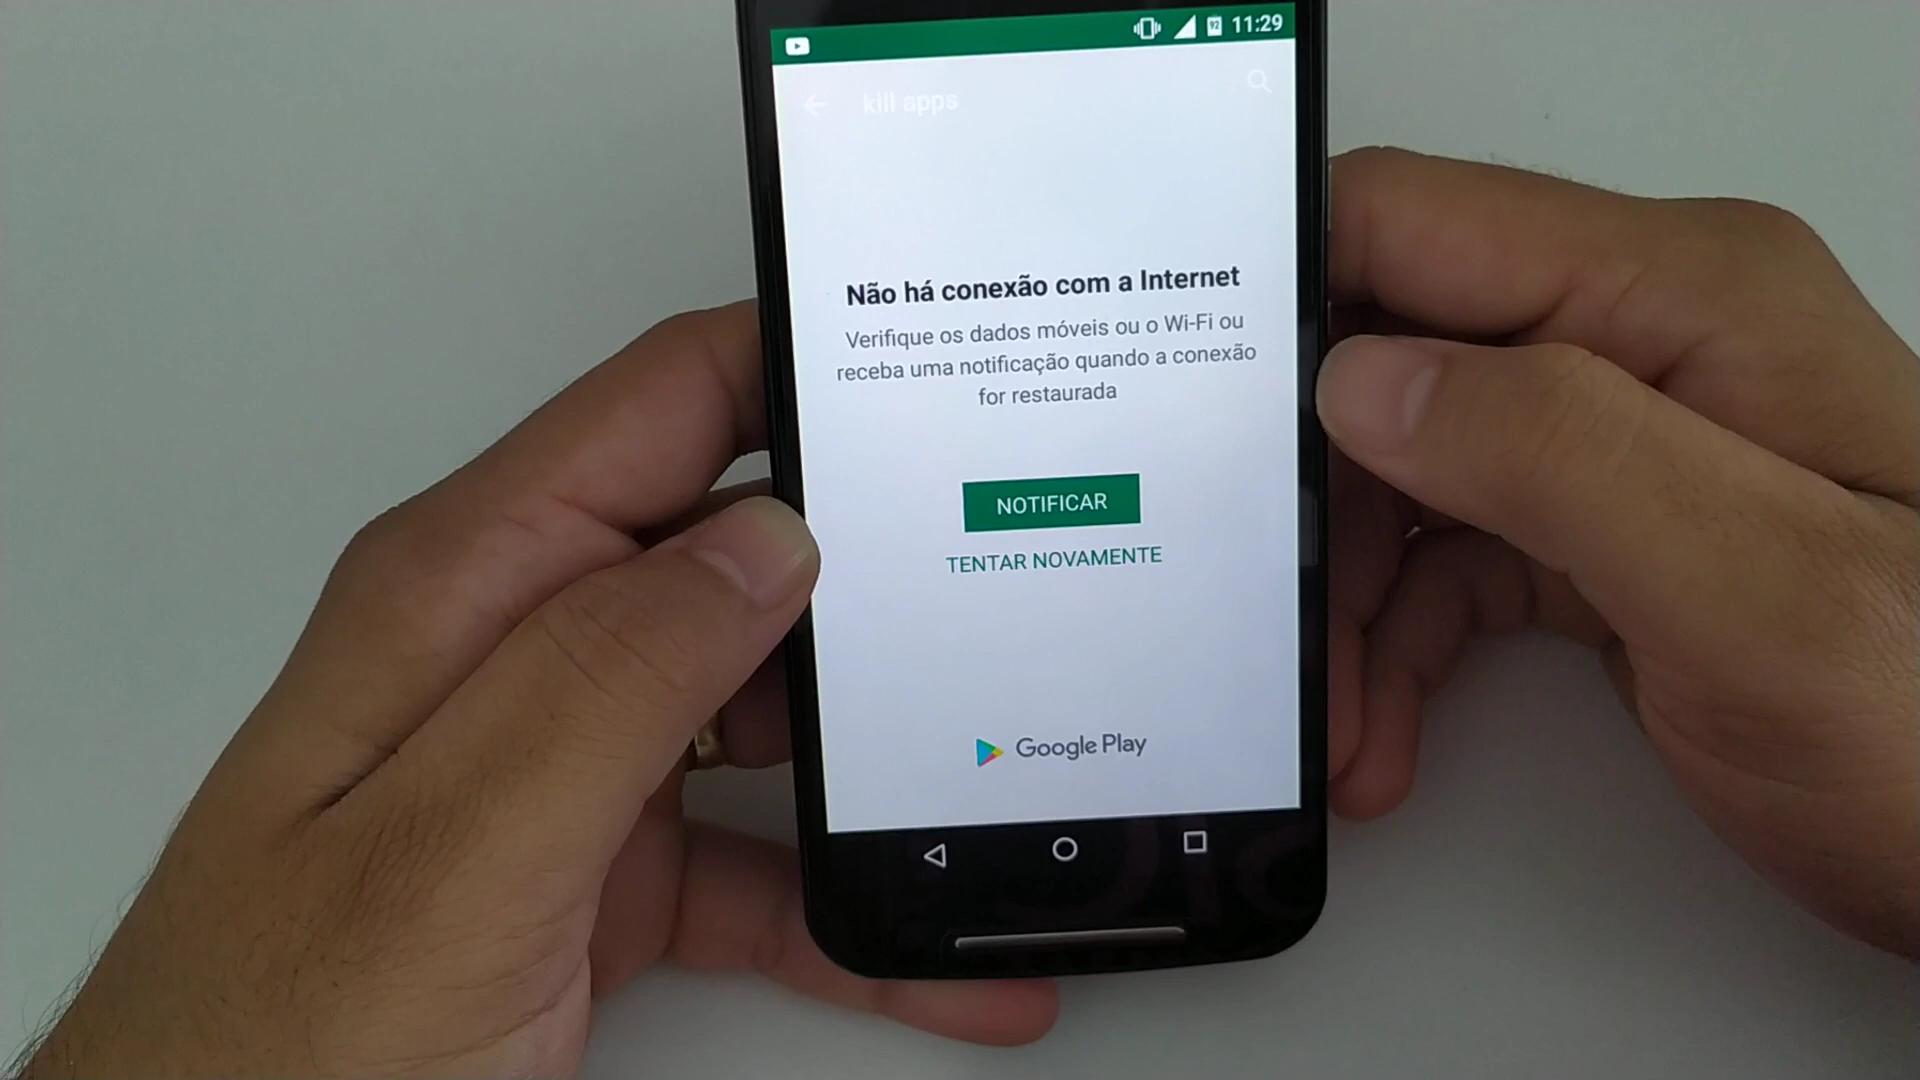 92 11:29
kill apps
Não há conexão com a Internet
Verifique os dados móveis ou o Wi-Fi ou
receba uma notificação quando a conexão
for restaurada
NOTIFICAR
TENTAR NOVAMENTE
Google Play